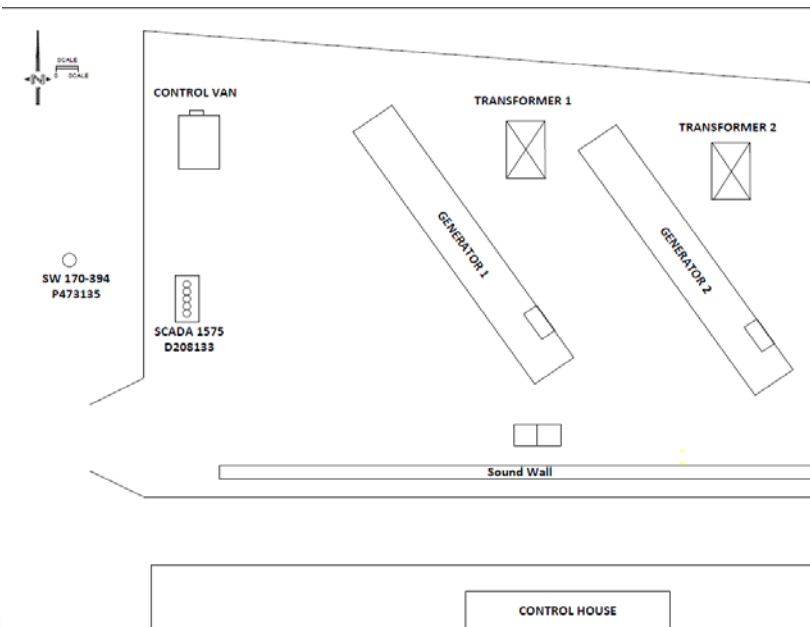 SCALE
N
0 SCALE
CONTROL VAN
TRANSFORMER 1
TRANSFORMER 2
GENERATOR 1
GENERATOR 2
SW 170-394
P473135
SCADA 1575
D208133
Sound Wall
CONTROL HOUSE